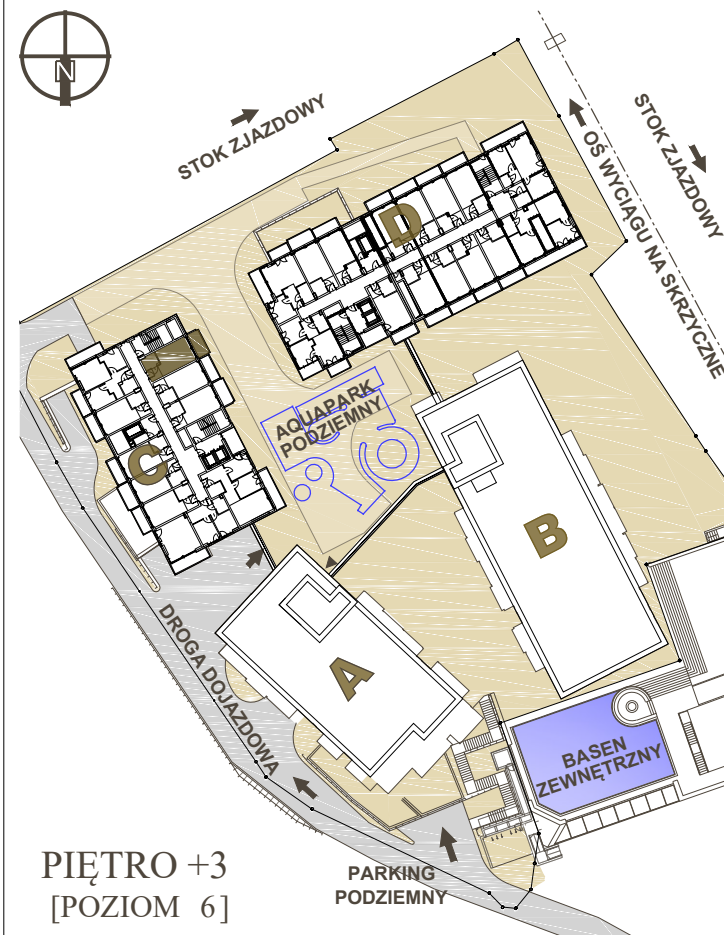 N
STOK ZJAZDOWY
STOK ZJAZDOWY
OŚ WYCIĄGU NA SKRZYCZNE
D
AQUAPARK
PODZIEMNY
C
B
A
DROGA DOJAZDOWA
BASEN
ZEWNĘTRZNY
PARKING
PODZIEMNY
PIĘTRO +3
[POZIOM 6]